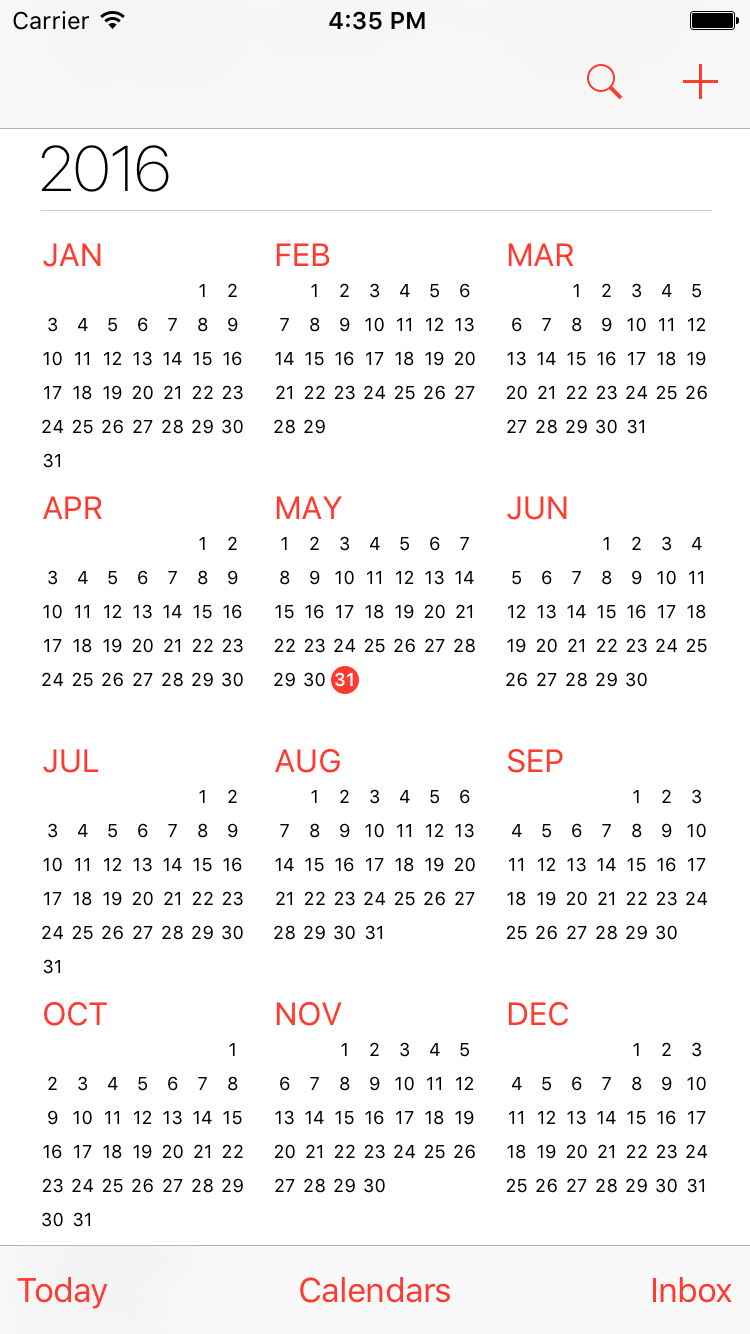 Carrier 4:35 PM
2016
JAN FEB MAR
1 2 1 2 3 4 5 6 1 2 3 4 5
3 4 5 6 7 8 9 7 8 9 10 11 12 13 6 7 8 9 10 11 12
10 11 12 13 14 15 16 14 15 16 17 18 19 20 13 14 15 16 17 18 19
17 18 19 20 21 22 23 21 22 23 24 25 26 27 20 21 22 23 24 25 26
24 25 26 27 28 29 30 28 29 27 28 29 30 31
31
APR MAY JUN
1 2 1 2 3 4 5 6 7 1 2 3 4
3 4 5 6 7 8 9 8 9 10 11 12 13 14 5 6 7 8 9 10 11
10 11 12 13 14 15 16 15 16 17 18 19 20 21 12 13 14 15 16 17 18
17 18 19 20 21 22 23 22 23 24 25 26 27 28 19 20 21 22 23 24 25
24 25 26 27 28 29 30 29 30 31 26 27 28 29 30
JUL AUG SEP
1 2 1 2 3 4 5 6 1 2 3
3 4 5 6 7 8 9 7 8 9 10 11 12 13 4 5 6 7 8 9 10
10 11 12 13 14 15 16 14 15 16 17 18 19 20 11 12 13 14 15 16 17
17 18 19 20 21 22 23 21 22 23 24 25 26 27 18 19 20 21 22 23 24
24 25 26 27 28 29 30 28 29 30 31 25 26 27 28 29 30
31
OCT NOV DEC
1 1 2 3 4 5 1 2 3
2 3 4 5 6 7 8 6 7 8 9 10 11 12 4 5 6 7 8 9 10
9 10 11 12 13 14 15 13 14 15 16 17 18 19 11 12 13 14 15 16 17
16 17 18 19 20 21 22 20 21 22 23 24 25 26 18 19 20 21 22 23 24
23 24 25 26 27 28 29 27 28 29 30 25 26 27 28 29 30 31
30 31
Today Calendars Inbox